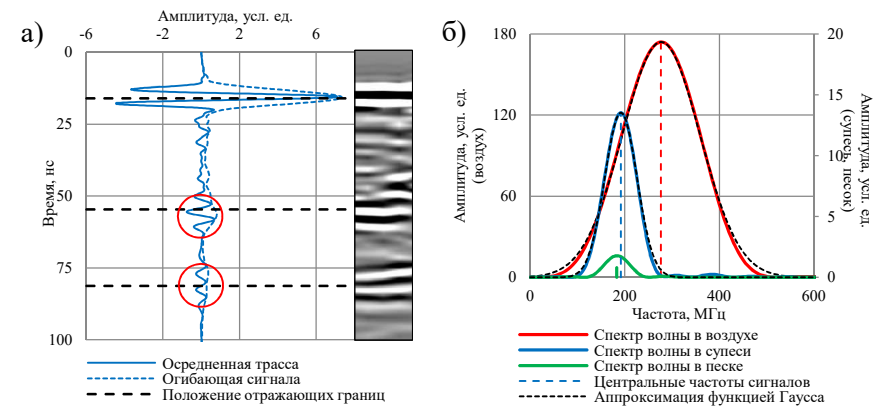 а)
Амплитуда, усл. ед.
-6 -2 2 6
0
25
50
75
100
Время, нс
Осредненная трасса
Огибающая сигнала
Положение отражающих границ
б)
180
120
60
0
Амплитуда, усл. ед.
(воздух)
20
15
10
5
0
Амплитуда, усл. ед.
(супесь, песок)
0 200 400 600
Частота, МГц
Спектр волны в воздухе
Спектр волны в супеси
Спектр волны в песке
Центральные частоты сигналов
Аппроксимация функцией Гаусса